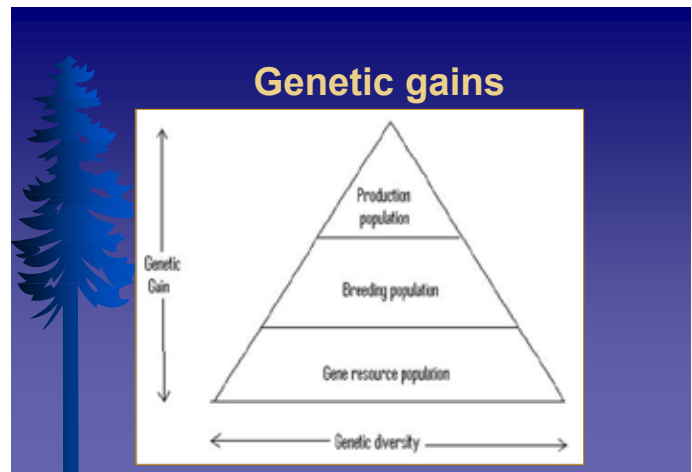 Genetic gains
Production
population
Genetic
Gain
Breeding population
Gene resource population
Genetic diversity